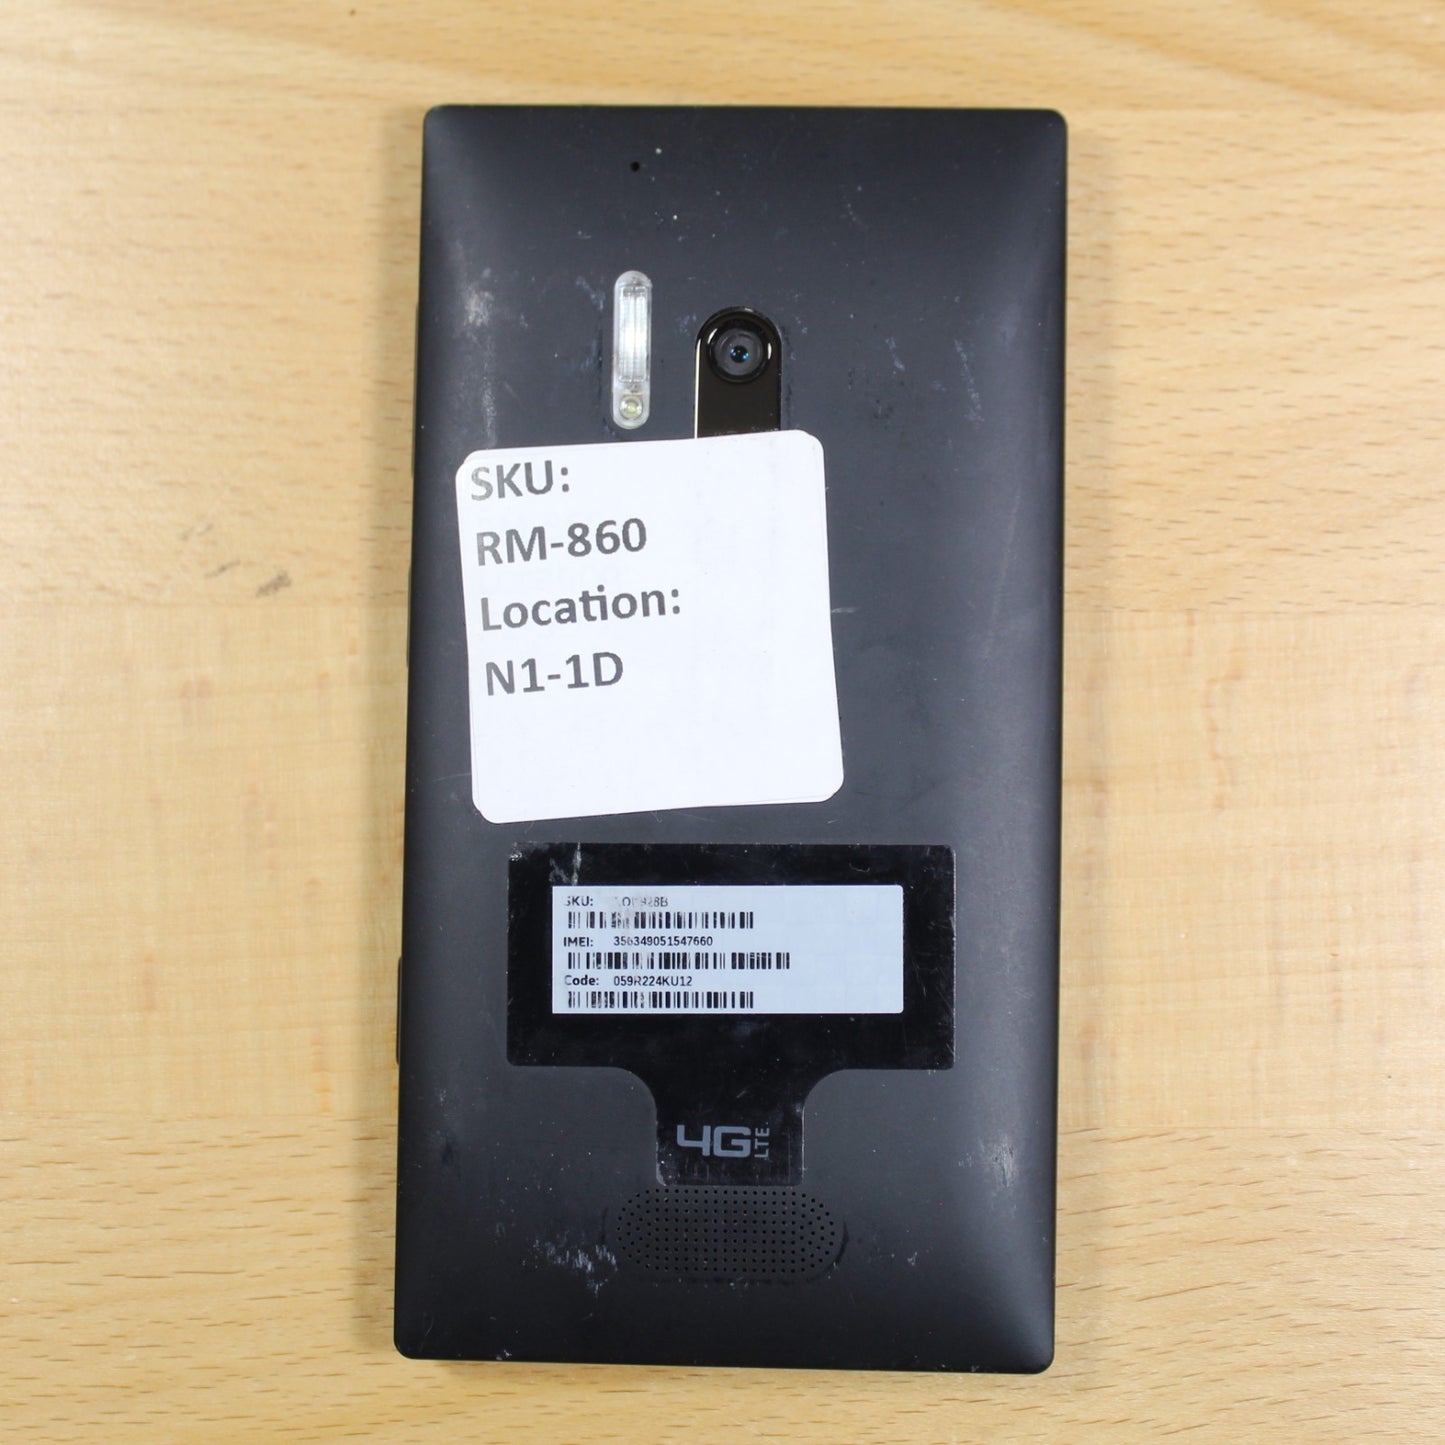 SKU:
RM-860
Location:
N1-1D
SKU:
IMEI: 356349051547660
Code: 059R224KU12
4G LTE